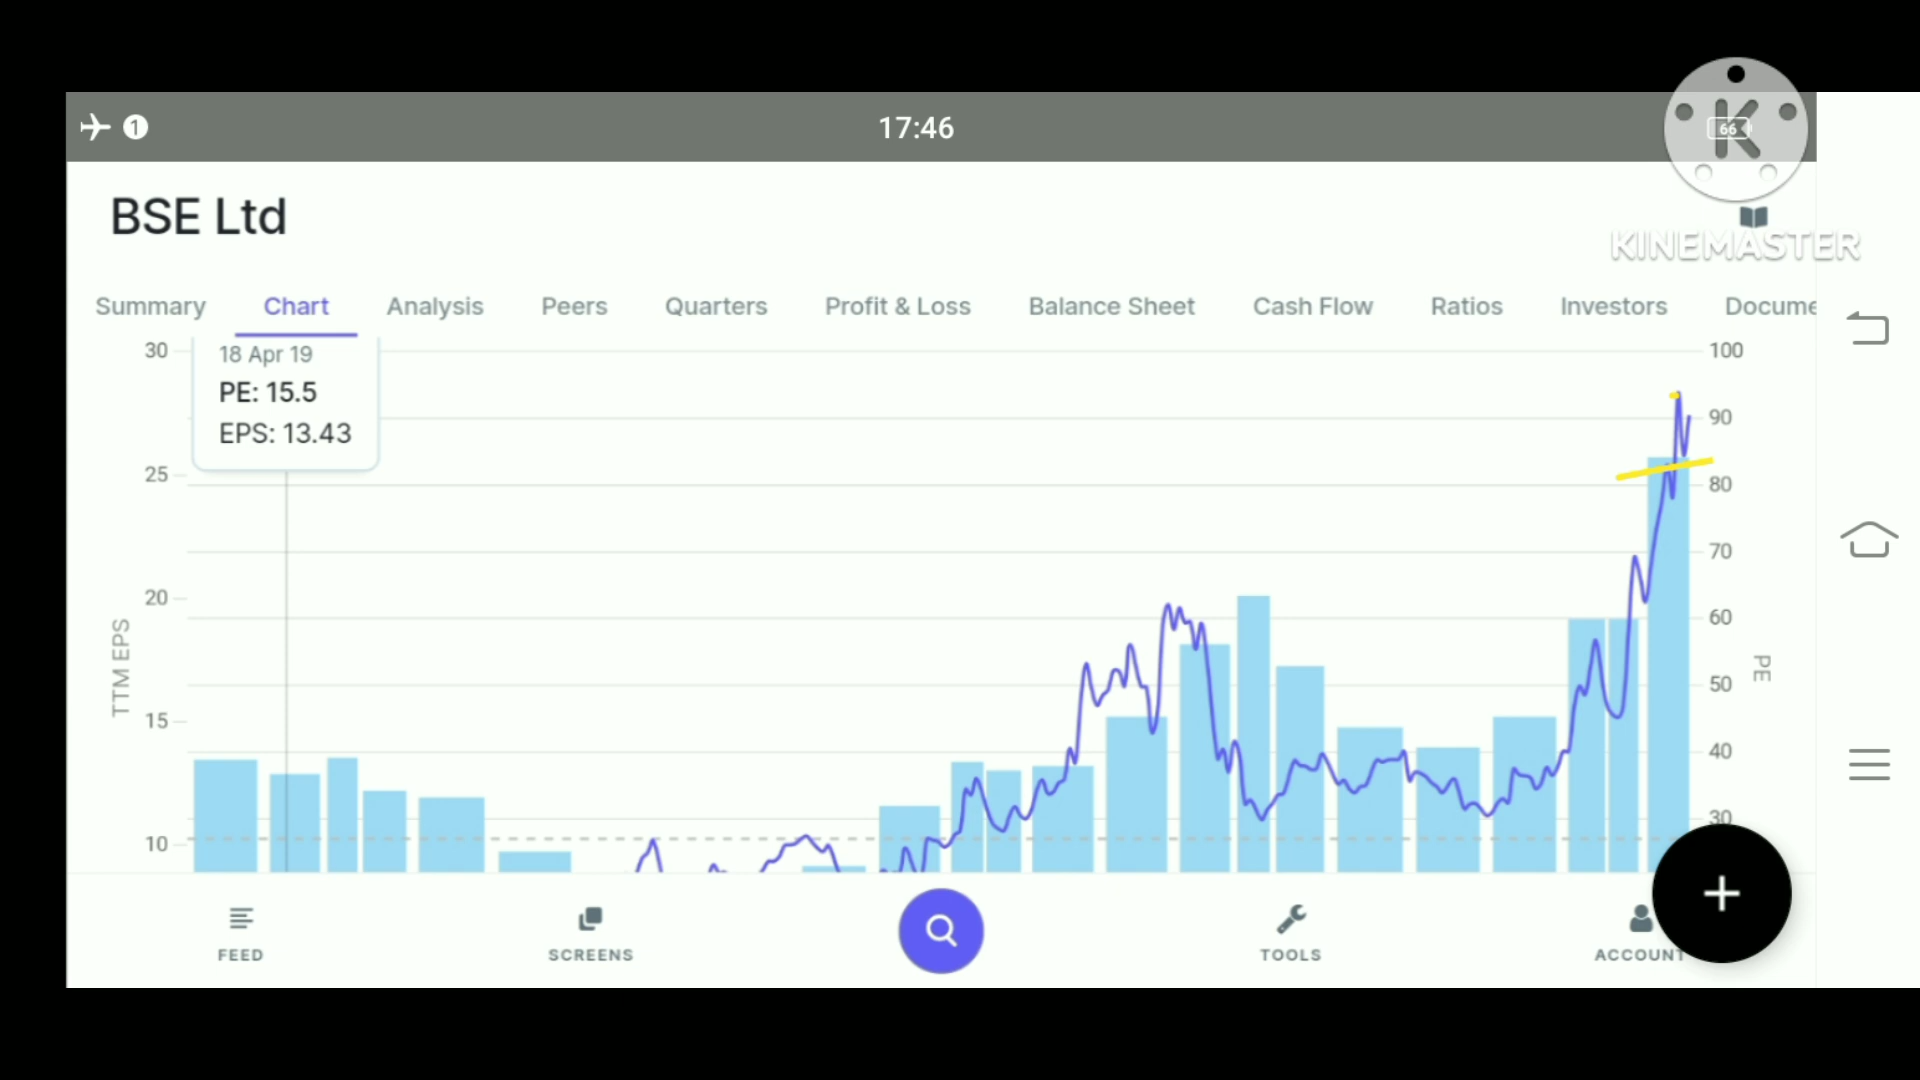 1
17:46
66
K
BSE Ltd
KINEMASTER
Summary Chart Analysis Peers Quarters Profit & Loss Balance Sheet Cash Flow Ratios Investors Docume
18 Apr 19
PE: 15.5
EPS: 13.43
30
25
20
15
10
TTM EPS
100
90
80
70
60
50
40
30
PE
FEED
SCREENS
TOOLS
ACCOUNT
+